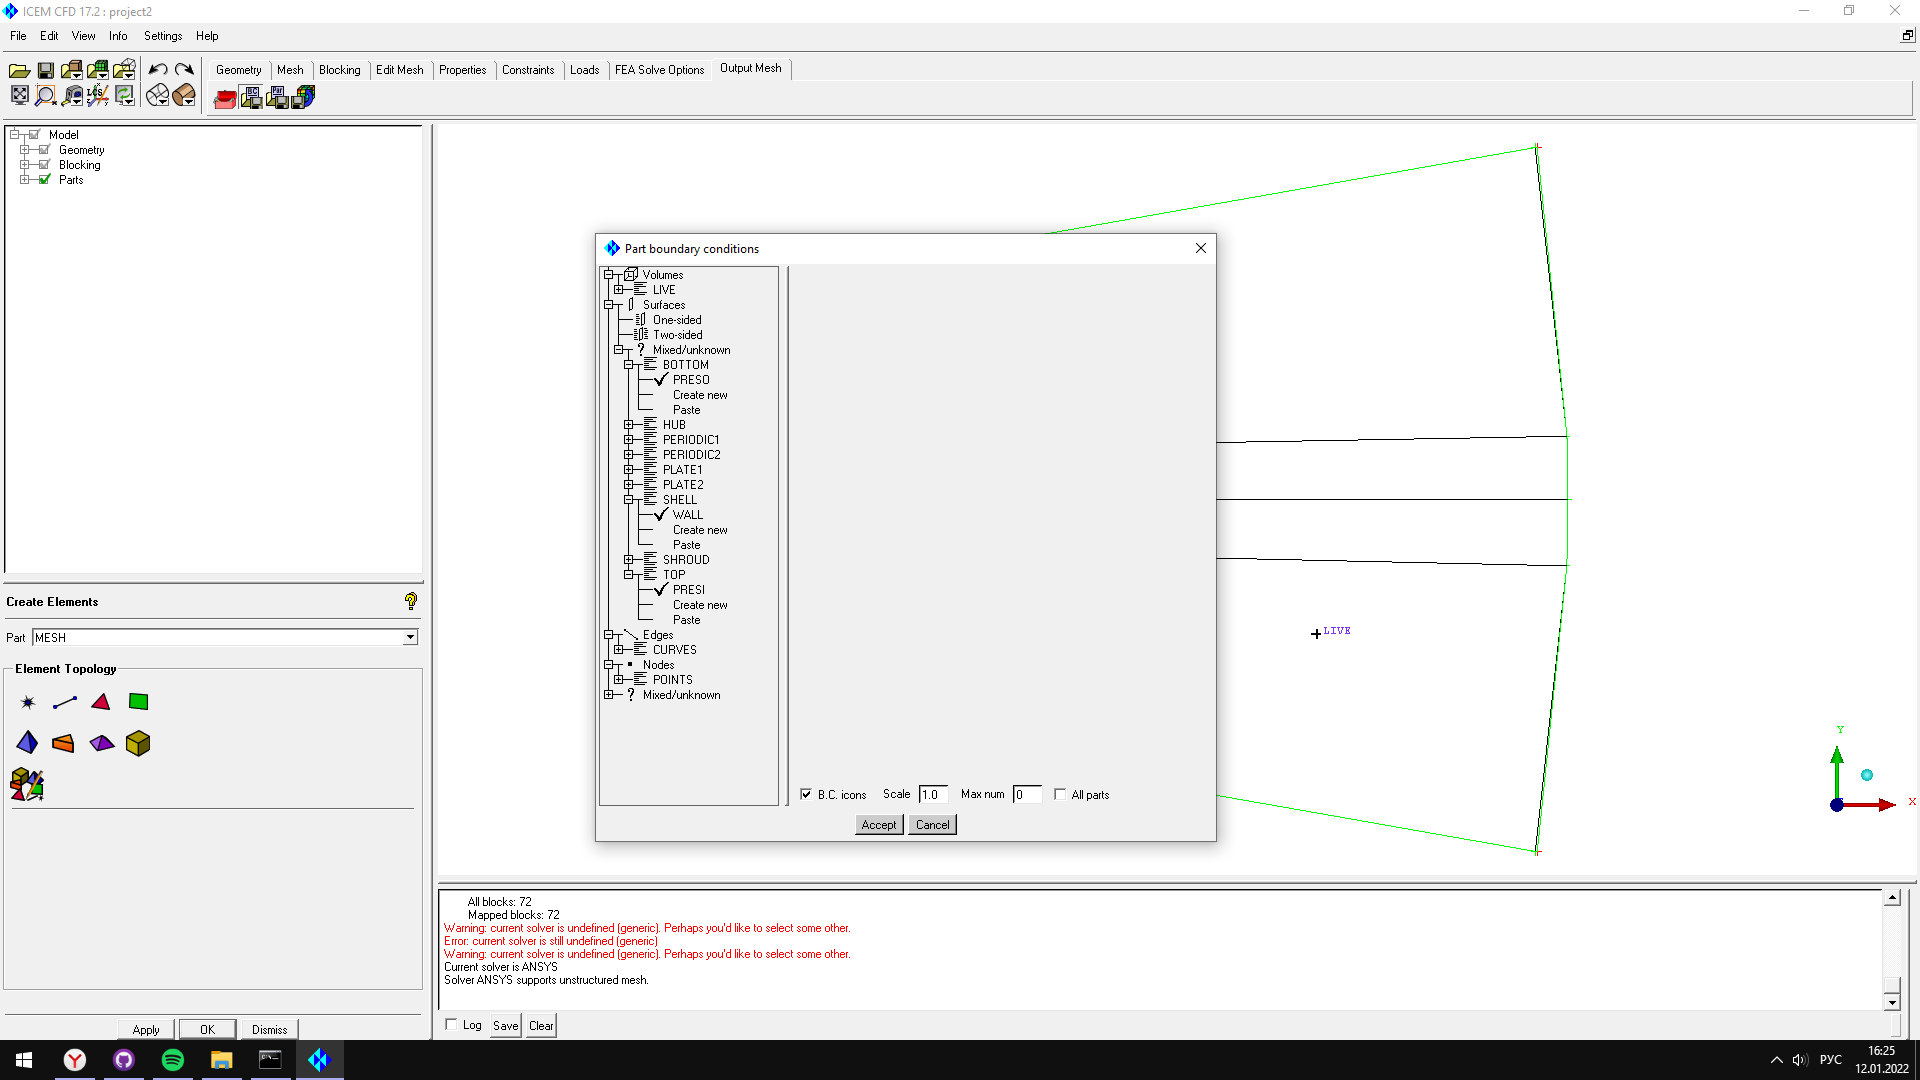 ICEM CFD 17.2 : project2
File Edit View Info Settings Help
Geometry Mesh Blocking Edit Mesh Properties Constraints Loads FEA Solve Options Output Mesh
Model
Geometry
Blocking
Parts
Create Elements
Part MESH
Element Topology
Apply OK Dismiss
Part boundary conditions
Volumes
LIVE
Surfaces
One-sided
Two-sided
Mixed/unknown
BOTTOM
PRESO
Create new
Paste
HUB
PERIODIC1
PERIODIC2
PLATE1
PLATE2
SHELL
WALL
Create new
Paste
SHROUD
TOP
PRESI
Create new
Paste
Edges
CURVES
Nodes
POINTS
Mixed/unknown
B.C. icons Scale 1.0 Max num 0 All parts
Accept Cancel
LIVE
Y
X
All blocks: 72
Mapped blocks: 72
Warning: current solver is undefined (generic). Perhaps you'd like to select some other.
Error: current solver is still undefined (generic)
Warning: current solver is undefined (generic). Perhaps you'd like to select some other.
Current solver is ANSYS
Solver ANSYS supports unstructured mesh.
Log Save Clear
РУС
16:25
12.01.2022